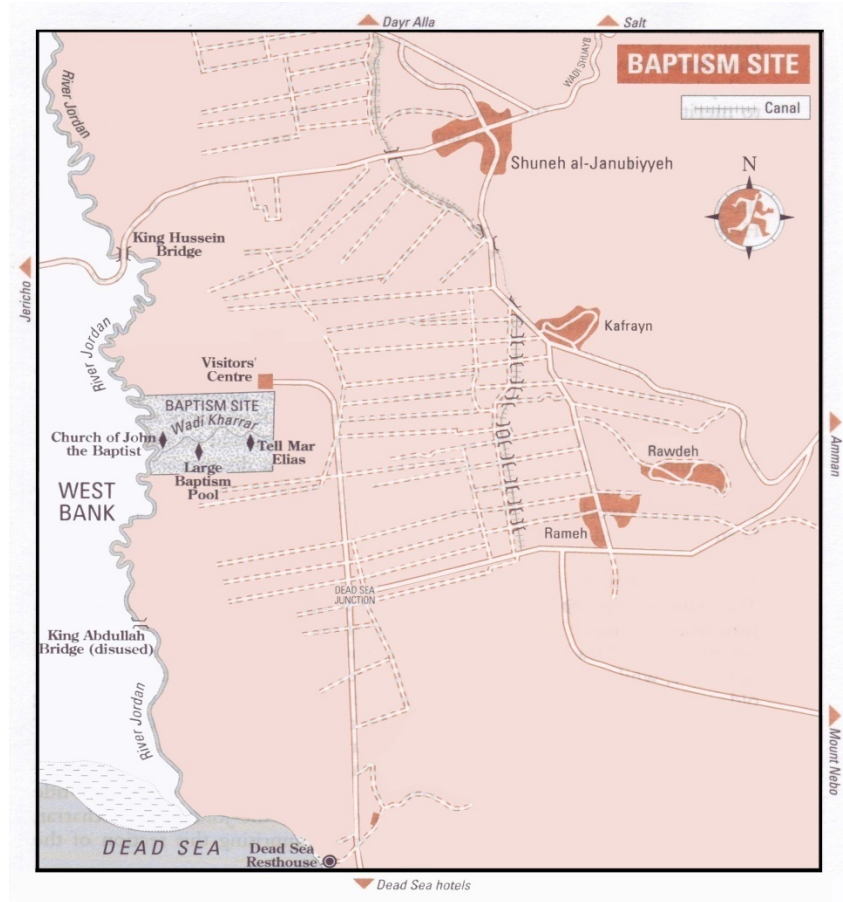 Dayr Alla
Salt
River Jordan
WADI SHUAYB
BAPTISM SITE
Canal
Shuneh al-Janubiyyeh
N
King Hussein
Bridge
Jericho
River Jordan
Kafrayn
Visitors'
Centre
BAPTISM SITE
Wadi Kharrar
Church of John
the Baptist
Tell Mar
Elias
Large
Baptism
Pool
Amman
Rawdeh
WEST
BANK
Rameh
DEAD SEA
JUNCTION
King Abdullah
Bridge (disused)
River Jordan
Mount Nebo
DEAD SEA
Dead Sea
Resthouse
Dead Sea hotels